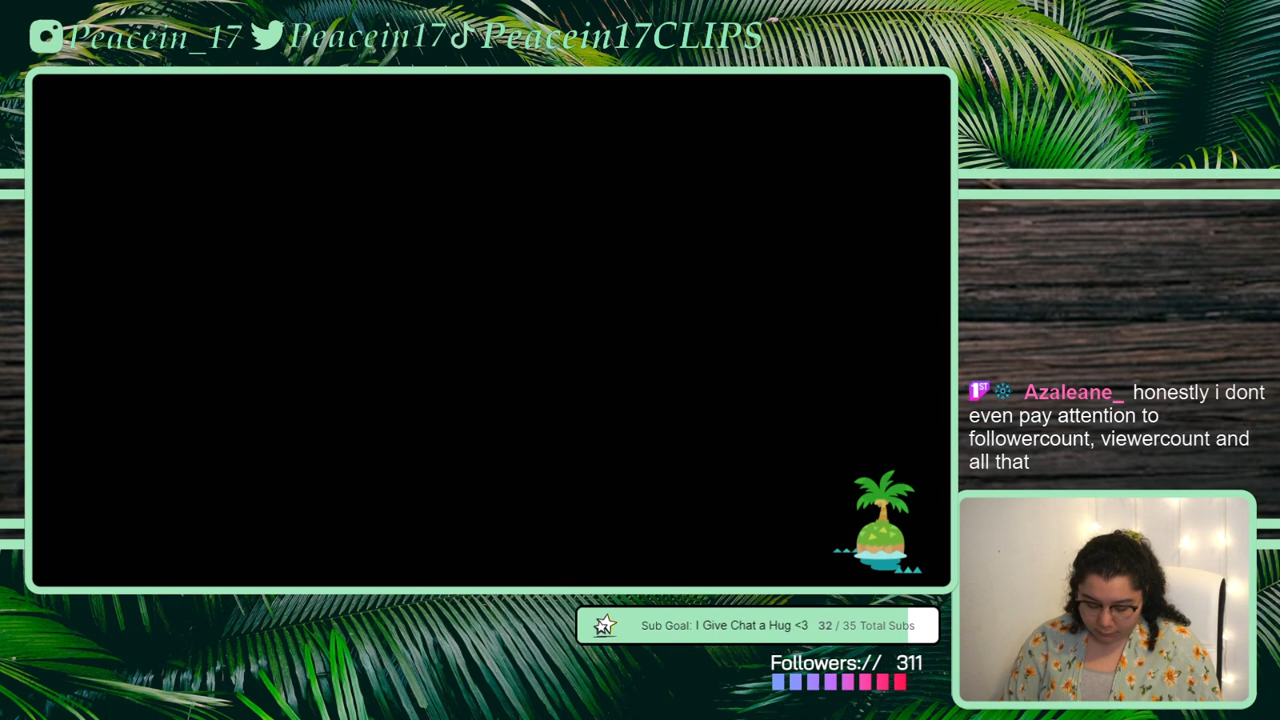 Peacein_17 Peacein17 Peacein17CLIPS
1ST Azaleane_ honestly i dont
even pay attention to
followercount, viewercount and
all that
Sub Goal: I Give Chat a Hug <3 32 / 35 Total Subs
Followers:// 311